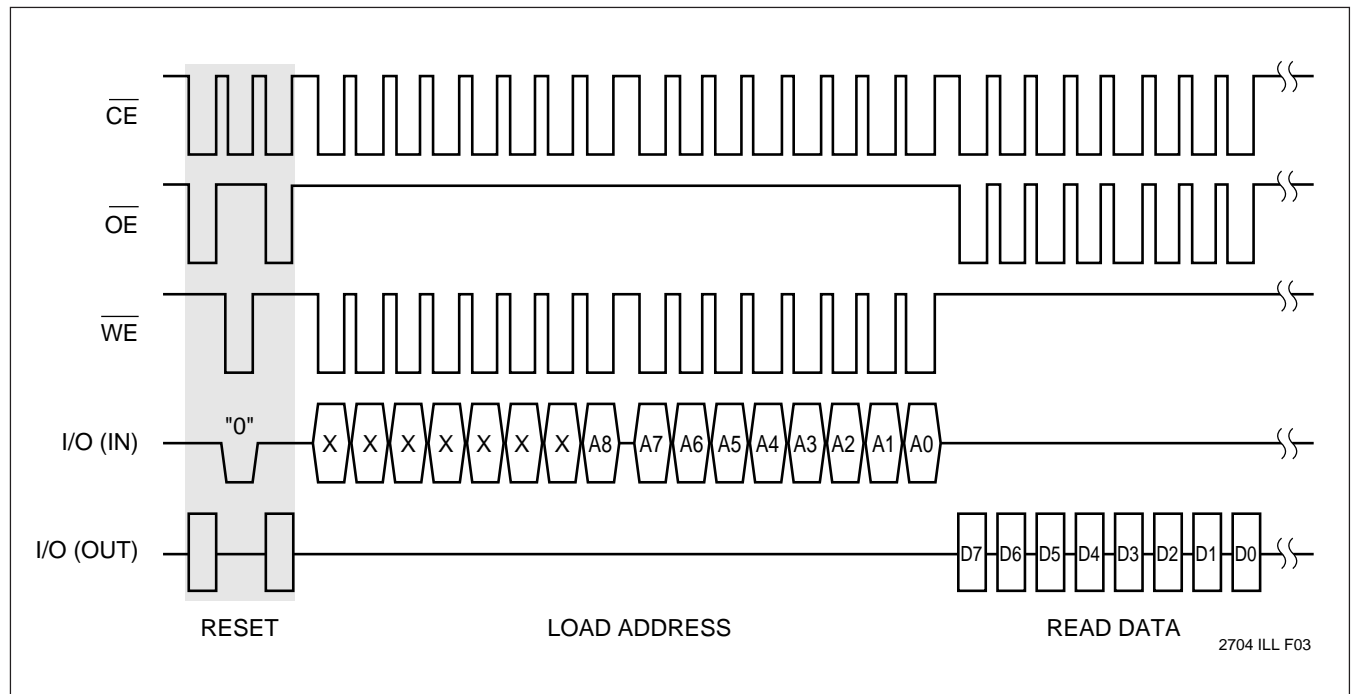 CE
OE
WE
"0"
I/O (IN) X X X X X X X A8 A7 A6 A5 A4 A3 A2 A1 A0
I/O (OUT) D7 D6 D5 D4 D3 D2 D1 D0
RESET LOAD ADDRESS READ DATA
2704 ILL F03